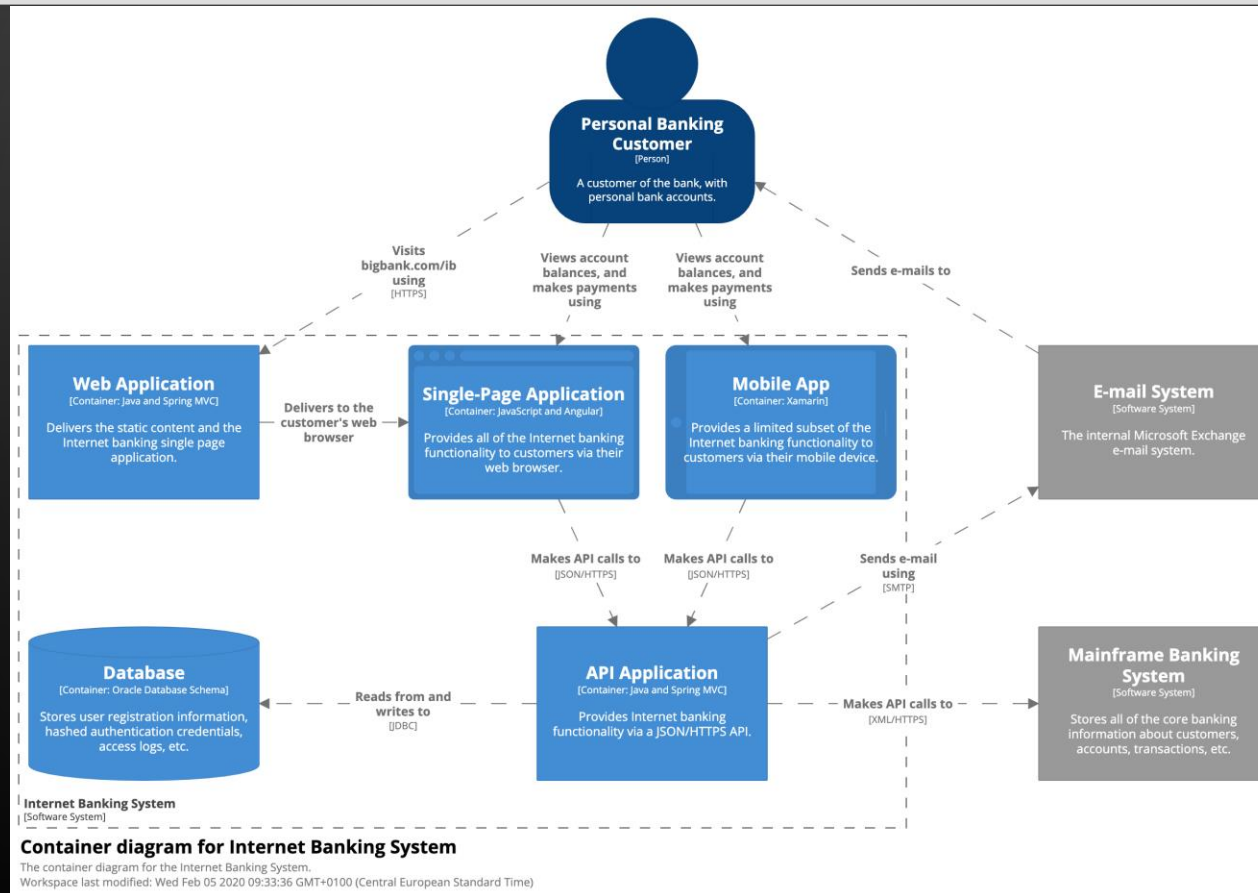 Personal Banking
Customer
[Person]
A customer of the bank, with
personal bank accounts.
Visits
bigbank.com/ib
using
[HTTPS]
Views account
balances, and
makes payments
using
Views account
balances, and
makes payments
using
Sends e-mails to
Web Application
[Container: Java and Spring MVC]
Delivers the static content and the
Internet banking single page
application.
Delivers to the
customer's web
browser
Single-Page Application
[Container: JavaScript and Angular]
Provides all of the Internet banking
functionality to customers via their
web browser.
Mobile App
[Container: Xamarin]
Provides a limited subset of the
Internet banking functionality to
customers via their mobile device.
E-mail System
[Software System]
The internal Microsoft Exchange
e-mail system.
Makes API calls to
[JSON/HTTPS]
Makes API calls to
[JSON/HTTPS]
Sends e-mail
using
[SMTP]
Database
[Container: Oracle Database Schema]
Stores user registration information,
hashed authentication credentials,
access logs, etc.
Reads from and
writes to
[JDBC]
API Application
[Container: Java and Spring MVC]
Provides Internet banking
functionality via a JSON/HTTPS API.
Makes API calls to
[XML/HTTPS]
Mainframe Banking
System
[Software System]
Stores all of the core banking
information about customers,
accounts, transactions, etc.
Internet Banking System
[Software System]
Container diagram for Internet Banking System
The container diagram for the Internet Banking System.
Workspace last modified: Wed Feb 05 2020 09:33:36 GMT+0100 (Central European Standard Time)